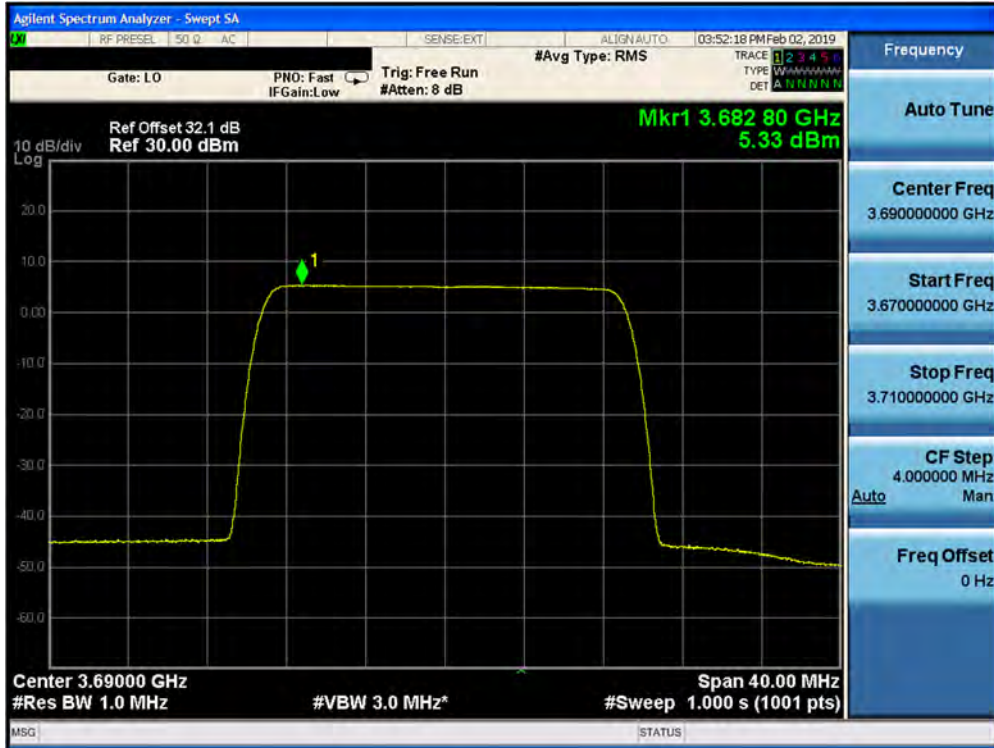 Agilent Spectrum Analyzer - Swept SA
LXI RF PRESEL 50 Ω AC SENSE:EXT ALIGN AUTO 03:52:18 PM Feb 02, 2019
Gate: LO PNO: Fast Trig: Free Run #Avg Type: RMS TRACE 1 2 3 4 5 6
IFGain:Low #Atten: 8 dB TYPE W
DET A N N N N N
Ref Offset 32.1 dB Mkr1 3.682 80 GHz
10 dB/div Ref 30.00 dBm 5.33 dBm
Log
20.0
10.0
1
0.00
-10.0
-20.0
-30.0
-40.0
-50.0
-60.0
Center 3.69000 GHz Span 40.00 MHz
#Res BW 1.0 MHz #VBW 3.0 MHz* #Sweep 1.000 s (1001 pts)
MSG STATUS
Frequency
Auto Tune
Center Freq
3.690000000 GHz
Start Freq
3.670000000 GHz
Stop Freq
3.710000000 GHz
CF Step
4.000000 MHz
Auto Man
Freq Offset
0 Hz